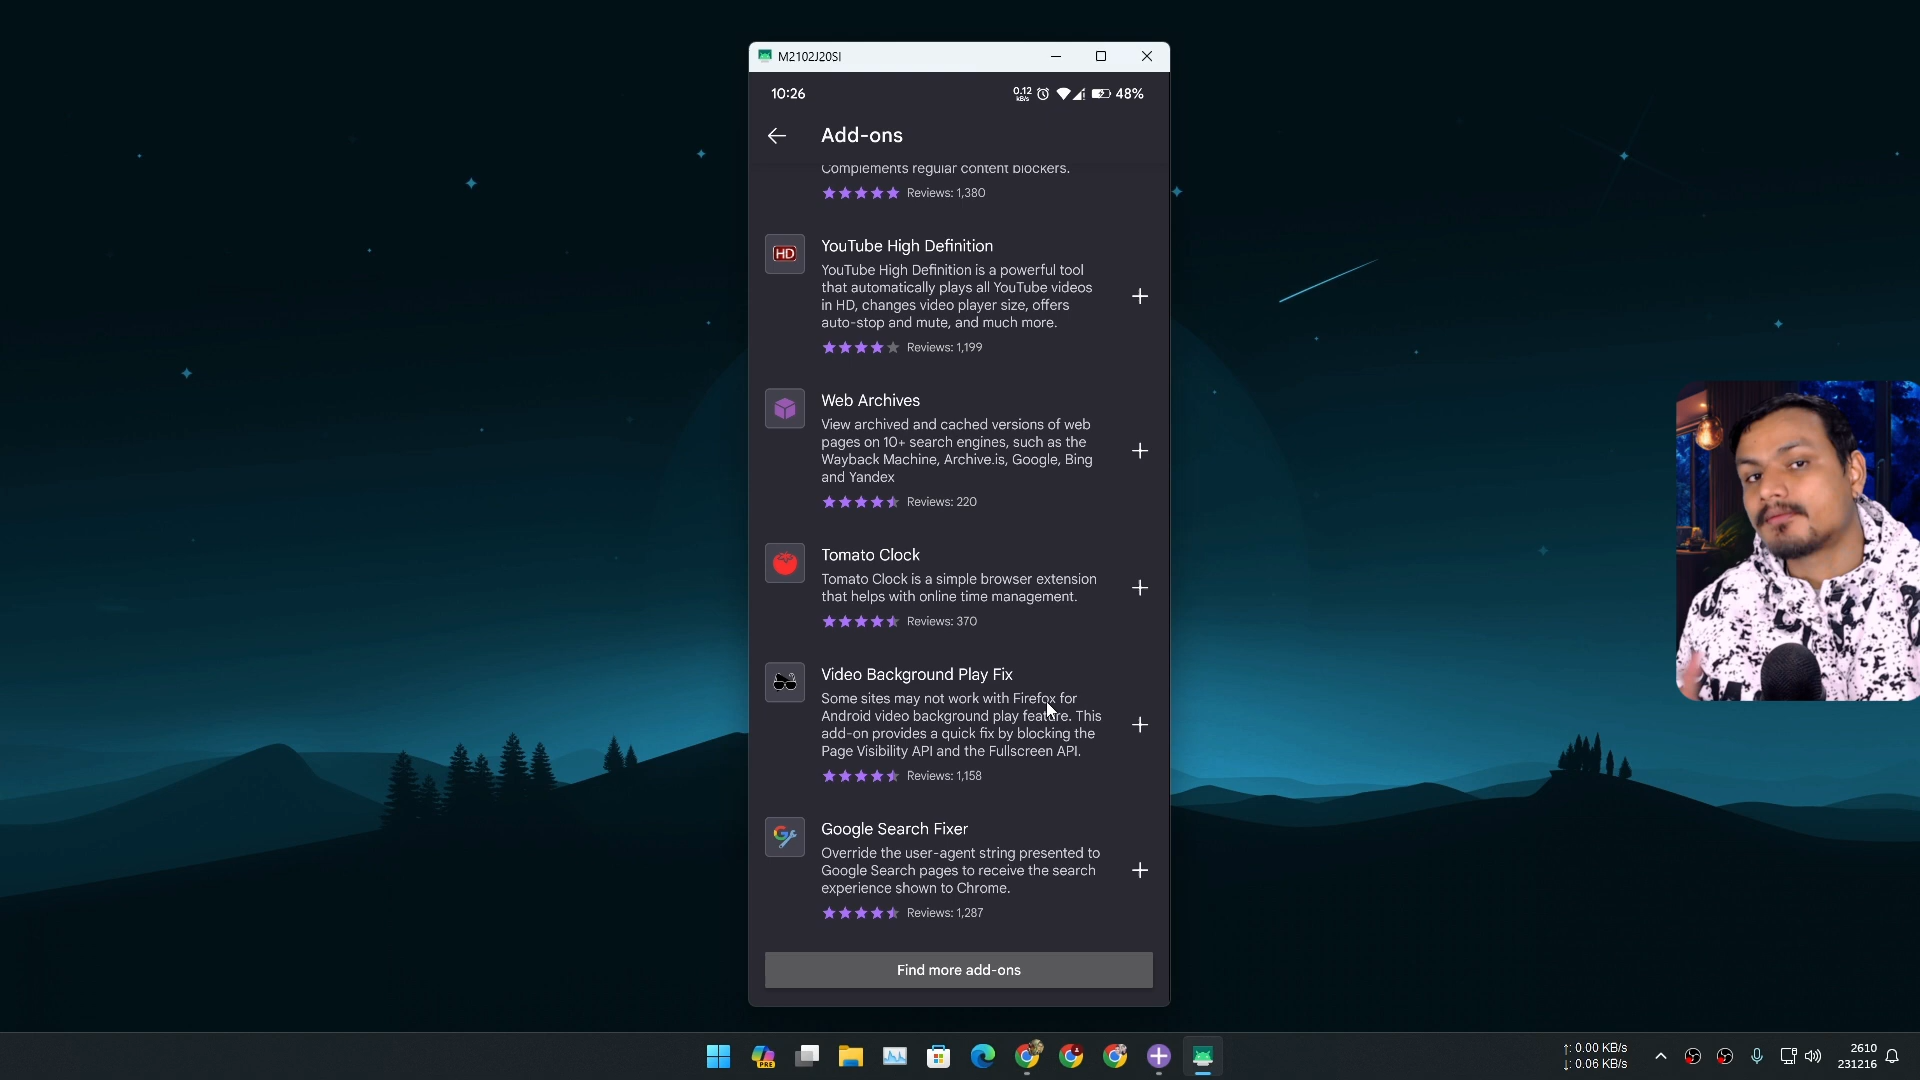 M2102J20SI
10:26
0.12
kB/s
48%
Add-ons
Complements regular content blockers.
Reviews: 1,380
HD
YouTube High Definition
YouTube High Definition is a powerful tool
that automatically plays all YouTube videos
in HD, changes video player size, offers
auto-stop and mute, and much more.
Reviews: 1,199
Web Archives
View archived and cached versions of web
pages on 10+ search engines, such as the
Wayback Machine, Archive.is, Google, Bing
and Yandex
Reviews: 220
Tomato Clock
Tomato Clock is a simple browser extension
that helps with online time management.
Reviews: 370
Video Background Play Fix
Some sites may not work with Firefox for
Android video background play feature. This
add-on provides a quick fix by blocking the
Page Visibility API and the Fullscreen API.
Reviews: 1,158
Google Search Fixer
Override the user-agent string presented to
Google Search pages to receive the search
experience shown to Chrome.
Reviews: 1,287
Find more add-ons
PRE
↑: 0.00 KB/s
↓: 0.06 KB/s
2610
231216